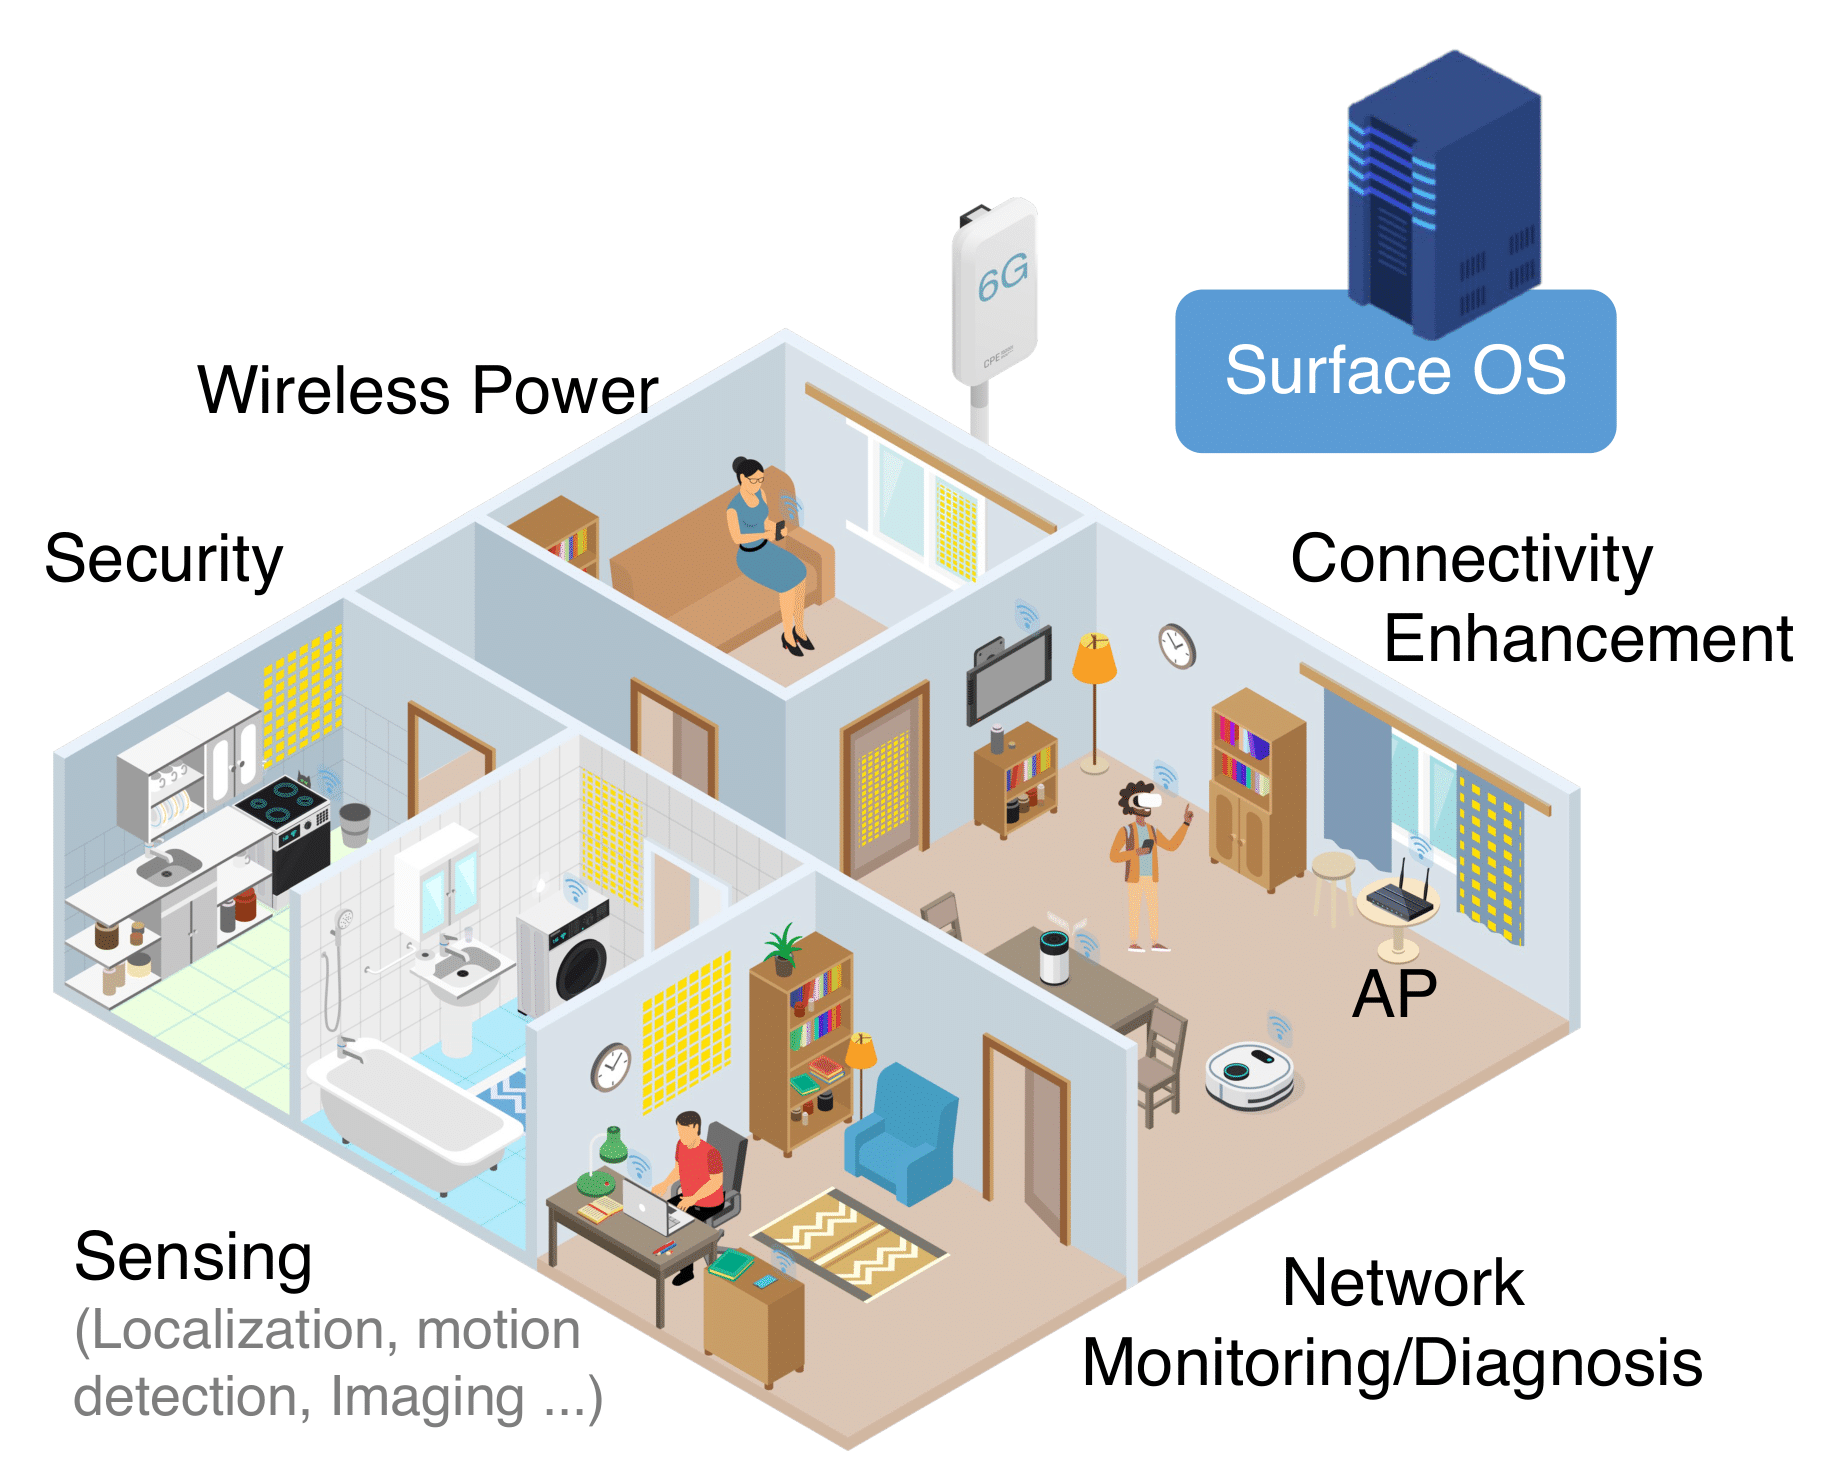 6G
CPE
Surface OS
Wireless Power
Security
Connectivity
Enhancement
AP
Sensing
(Localization, motion
detection, Imaging ...)
Network
Monitoring/Diagnosis